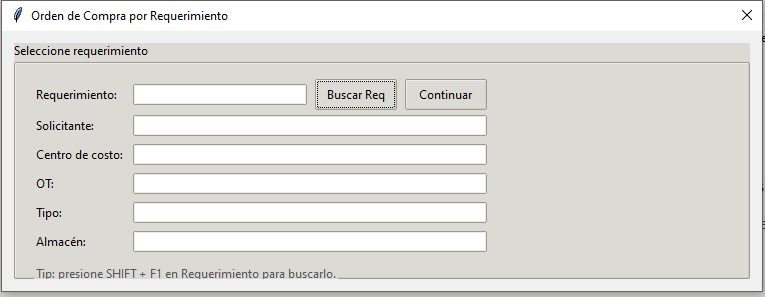 Orden de Compra por Requerimiento
Seleccione requerimiento
Requerimiento: Buscar Req Continuar
Solicitante:
Centro de costo:
OT:
Tipo:
Almacén:
Tip: presione SHIFT + F1 en Requerimiento para buscarlo.